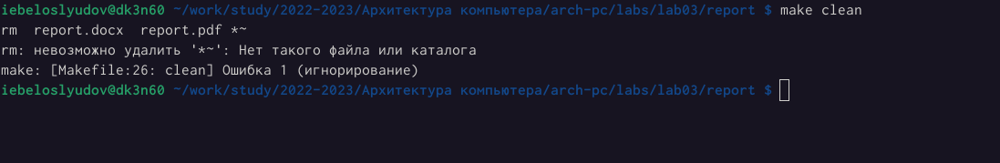 iebeloslyudov@dk3n60 ~/work/study/2022-2023/Архитектура компьютера/arch-pc/labs/lab03/report $ make clean
rm  report.docx  report.pdf *~
rm: невозможно удалить '*~': Нет такого файла или каталога
make: [Makefile:26: clean] Ошибка 1 (игнорирование)
iebeloslyudov@dk3n60 ~/work/study/2022-2023/Архитектура компьютера/arch-pc/labs/lab03/report $